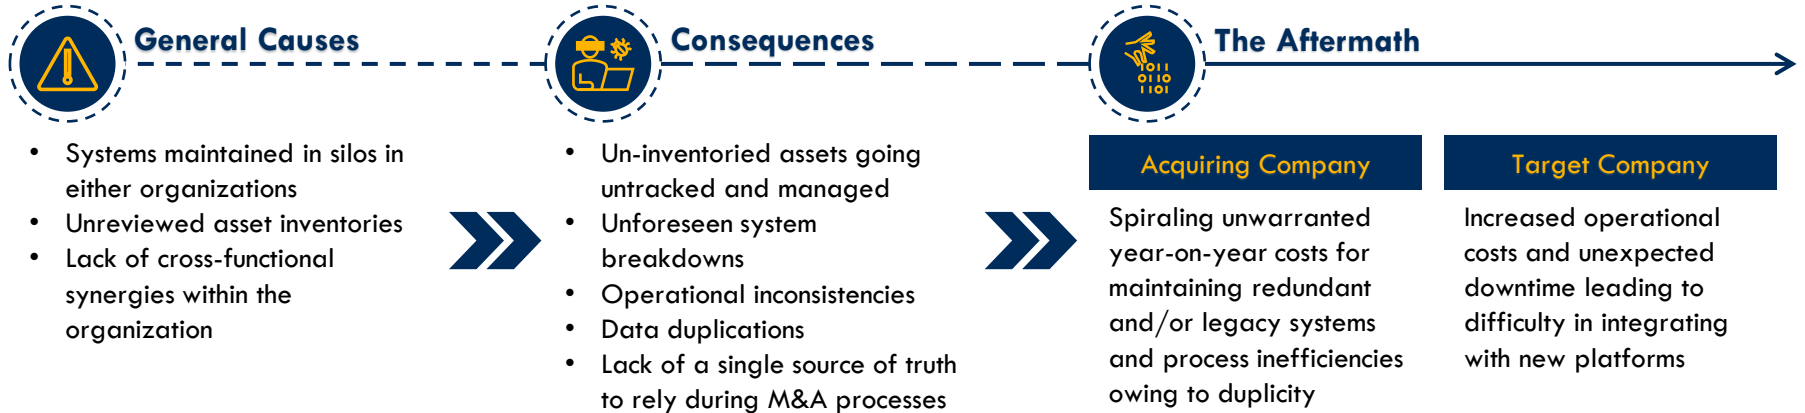 General Causes
• Systems maintained in silos in
either organizations
• Unreviewed asset inventories
• Lack of cross-functional
synergies within the
organization
Consequences
• Un-inventoried assets going
untracked and managed
• Unforeseen system
breakdowns
• Operational inconsistencies
• Data duplications
• Lack of a single source of truth
to rely during M&A processes
The Aftermath
1011
0110
1101
Acquiring Company
Spiraling unwarranted
year-on-year costs for
maintaining redundant
and/or legacy systems
and process inefficiencies
owing to duplicity
Target Company
Increased operational
costs and unexpected
downtime leading to
difficulty in integrating
with new platforms